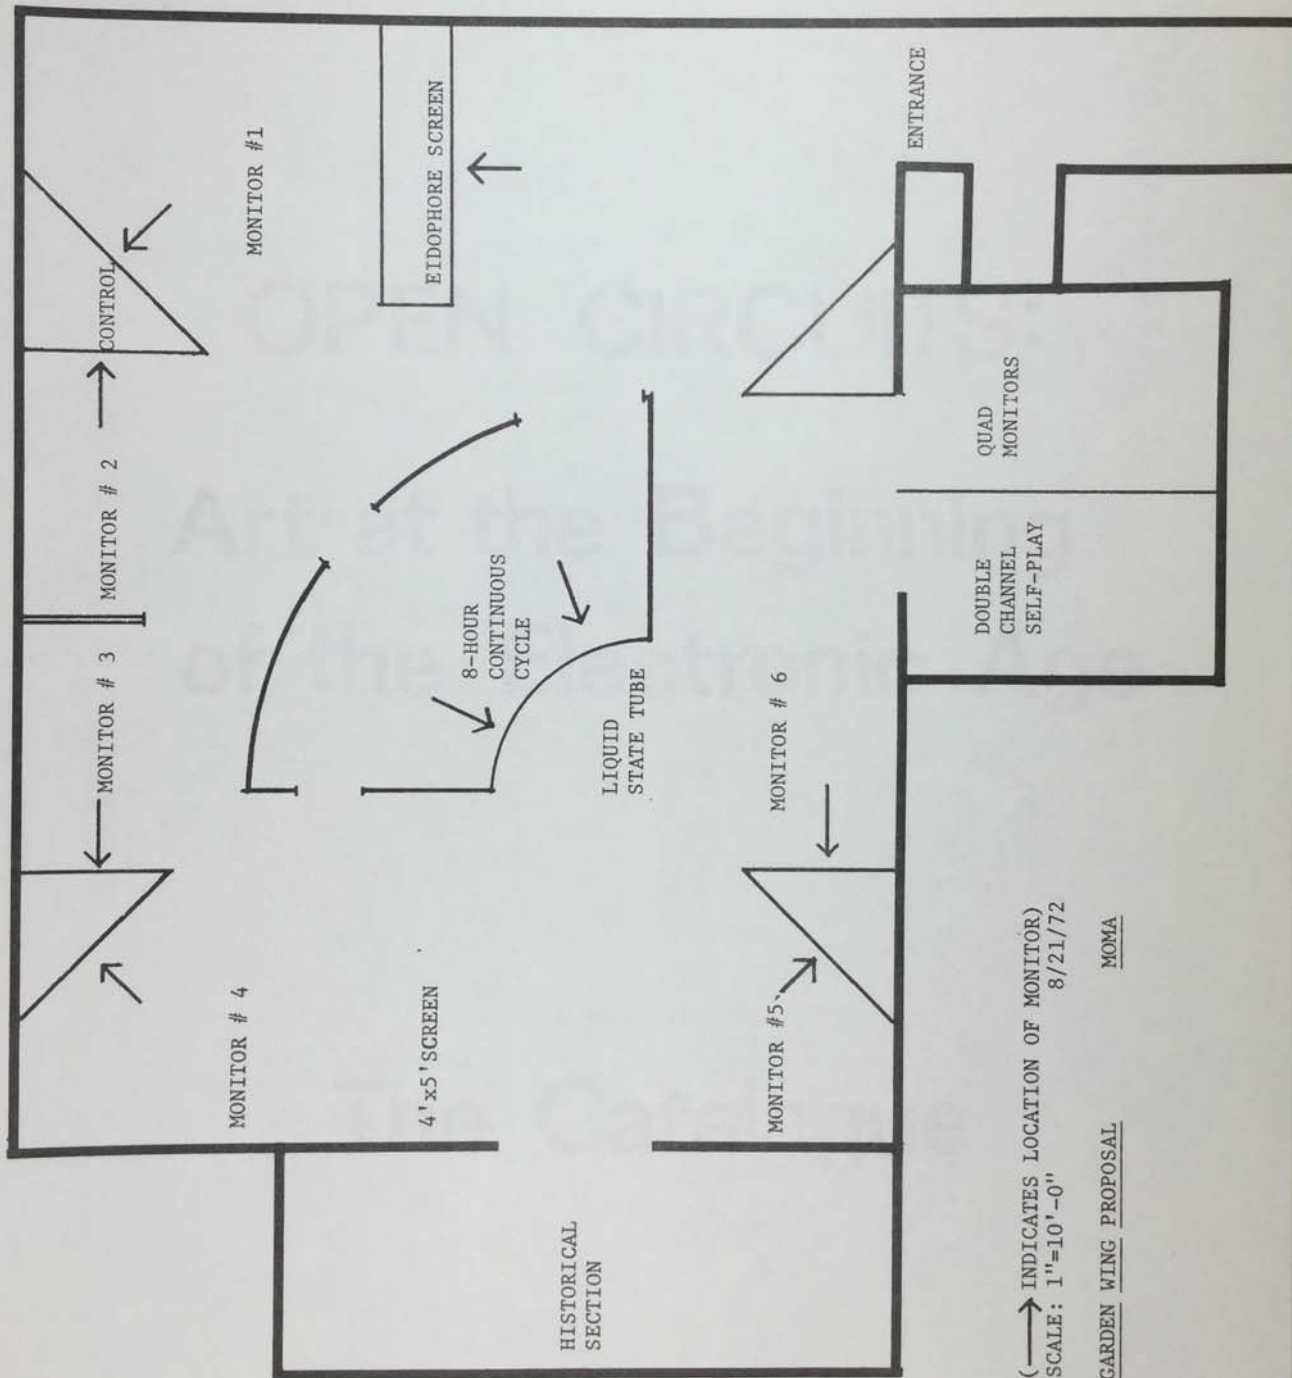 HISTORICAL
SECTION
MONITOR # 4
4'x5'SCREEN
MONITOR #5
MONITOR # 3
MONITOR # 2
CONTROL
MONITOR #1
EIDOPHORE SCREEN
8-HOUR
CONTINUOUS
CYCLE
LIQUID
STATE TUBE
MONITOR # 6
ENTRANCE
DOUBLE
CHANNEL
SELF-PLAY
QUAD
MONITORS
(⟶ INDICATES LOCATION OF MONITOR)
SCALE: 1"=10'-0" 8/21/72
GARDEN WING PROPOSAL MOMA
OPEN CIRCUITS:
Art at the Beginning
of the Electronic Age
The Catalogue